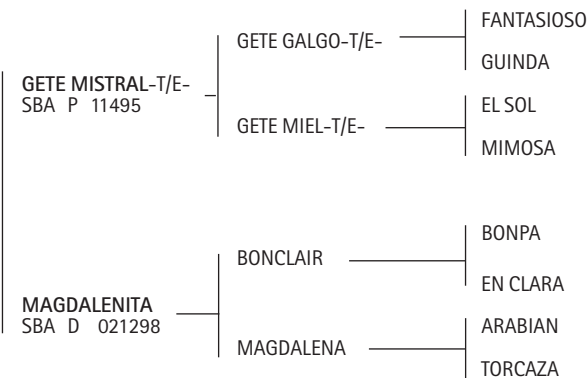 FANTASIOSO
GETE GALGO-T/E-
GUINDA
GETE MISTRAL-T/E-
SBA P 11495
EL SOL
GETE MIEL-T/E-
MIMOSA
BONPA
BONCLAIR
EN CLARA
MAGDALENITA
SBA D 021298
ARABIAN
MAGDALENA
TORCAZA